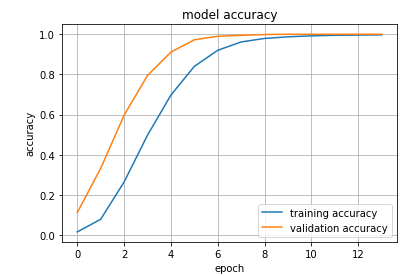 model accuracy
1.0
0.8
0.6
0.4
0.2
0.0
accuracy
0 2 4 6 8 10 12
epoch
training accuracy
validation accuracy